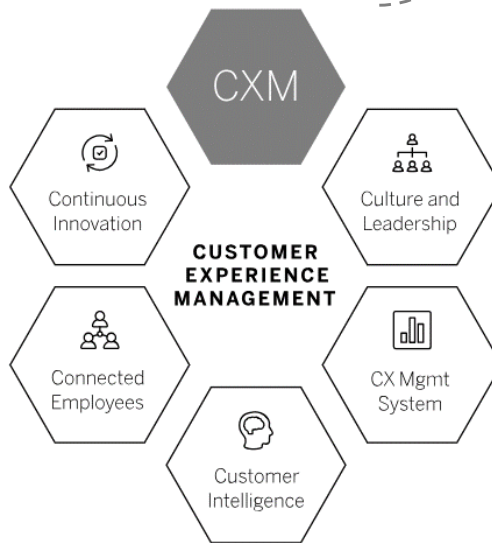 CXM
Continuous
Innovation
Culture and
Leadership
CUSTOMER
EXPERIENCE
MANAGEMENT
Connected
Employees
CX Mgmt
System
Customer
Intelligence